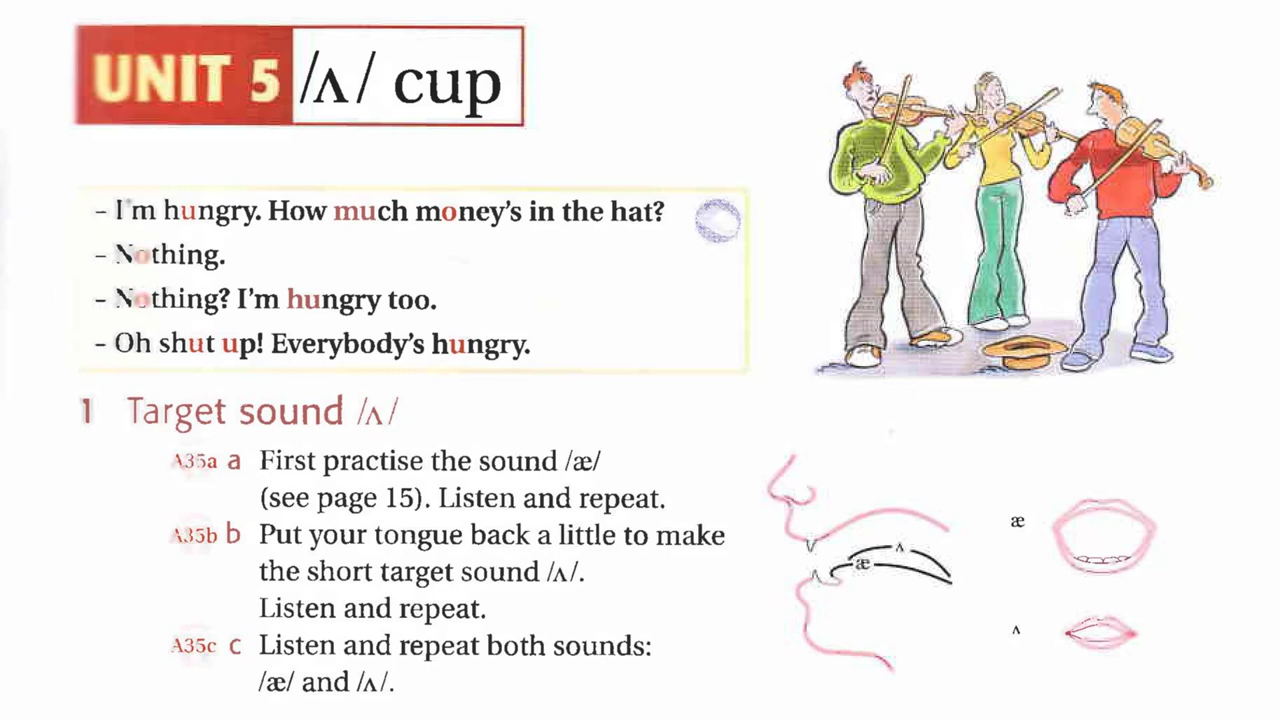 UNIT 5 /ʌ/ cup
– I'm hungry. How much money's in the hat?
– Nothing.
– Nothing? I'm hungry too.
– Oh shut up! Everybody's hungry.
1 Target sound /ʌ/
A35a a First practise the sound /æ/
(see page 15). Listen and repeat.
A35b b Put your tongue back a little to make
the short target sound /ʌ/.
Listen and repeat.
A35c c Listen and repeat both sounds:
/æ/ and /ʌ/.
ʌ
æ
æ
ʌ